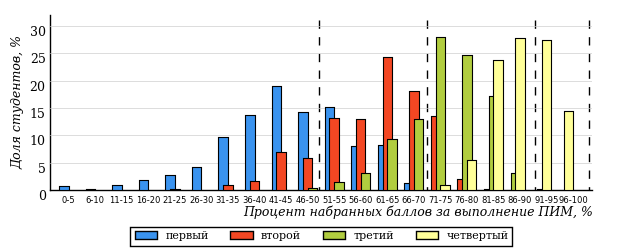 Доля студентов, %
30
25
20
15
10
5
0
0-5 6-10 11-15 16-20 21-25 26-30 31-35 36-40 41-45 46-50 51-55 56-60 61-65 66-70 71-75 76-80 81-85 86-90 91-95 96-100
Процент набранных баллов за выполнение ПИМ, %
первый второй третий четвертый